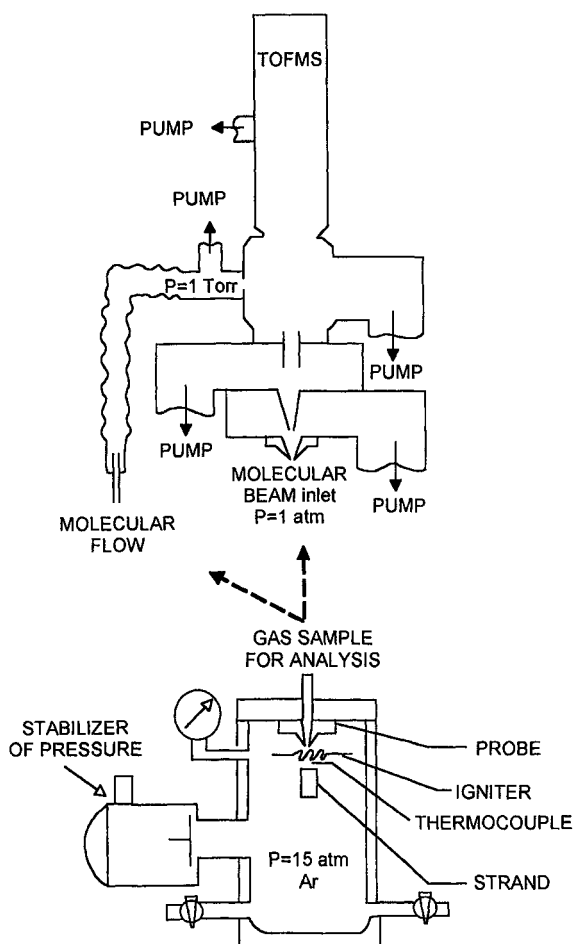 TOFMS
PUMP
PUMP
P=1 Torr
PUMP
PUMP
MOLECULAR
BEAM inlet
P=1 atm
PUMP
MOLECULAR
FLOW
GAS SAMPLE
FOR ANALYSIS
STABILIZER
OF PRESSURE
PROBE
IGNITER
THERMOCOUPLE
P=15 atm
Ar
STRAND